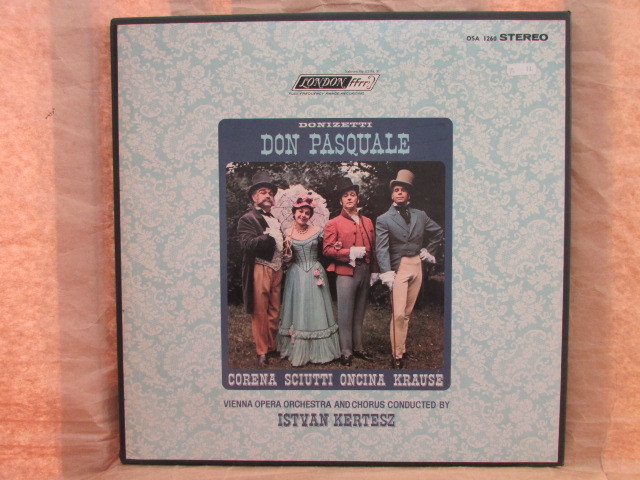 OSA 1260 STEREO
LONDON ffrr
DONIZETTI
DON PASQUALE
CORENA SCIUTTI ONCINA KRAUSE
VIENNA OPERA ORCHESTRA AND CHORUS CONDUCTED BY
ISTVAN KERTESZ